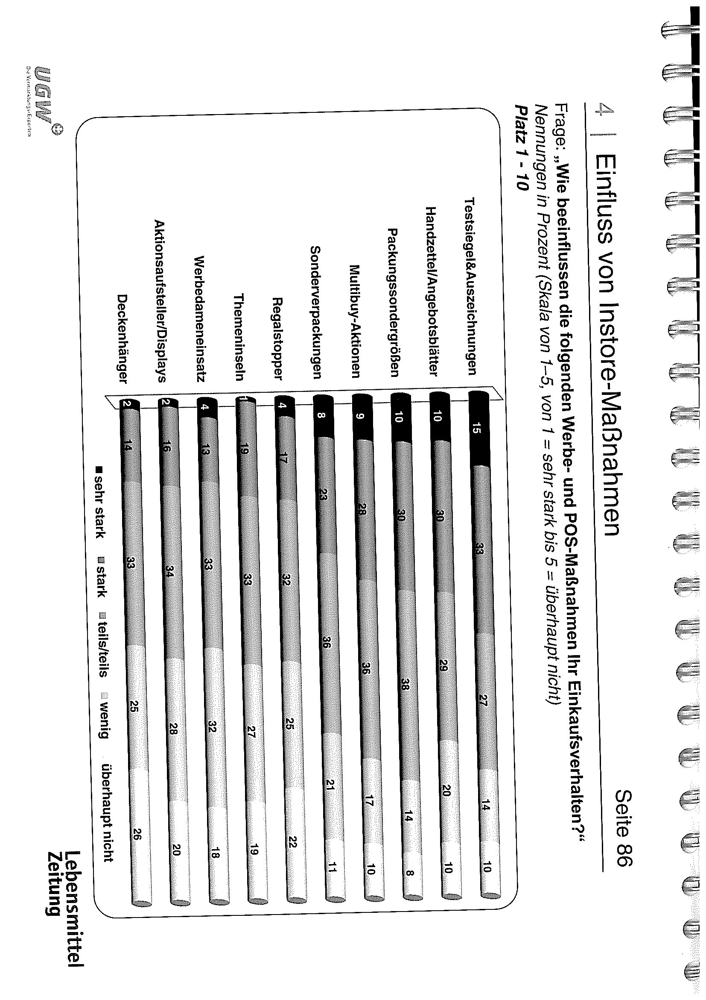 4 | Einfluss von Instore-Maßnahmen
Seite 86
Frage: „Wie beeinflussen die folgenden Werbe- und POS-Maßnahmen Ihr Einkaufsverhalten?“
Nennungen in Prozent (Skala von 1–5, von 1 = sehr stark bis 5 = überhaupt nicht)
Platz 1 - 10
Testsiegel&Auszeichnungen 15 33 27 14 10
Handzettel/Angebotsblätter 10 30 29 20 10
Packungssondergrößen 10 30 38 14 8
Multibuy-Aktionen 9 28 36 17 10
Sonderverpackungen 8 23 36 21 11
Regalstopper 4 17 32 25 22
Themeninseln 1 19 33 27 19
Werbedameneinsatz 4 13 33 32 18
Aktionsaufsteller/Displays 2 16 34 28 20
Deckenhänger 2 14 33 25 26
sehr stark stark teils/teils wenig überhaupt nicht
UGW
Die Vermarktungs-Experten
Lebensmittel
Zeitung